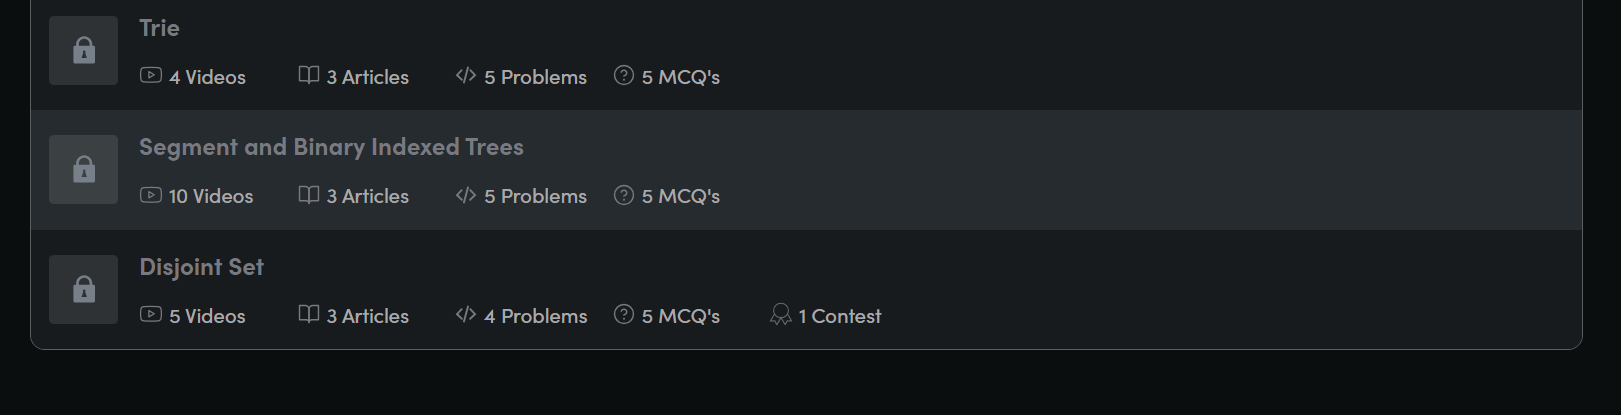 Trie
4 Videos 3 Articles 5 Problems 5 MCQ's
Segment and Binary Indexed Trees
10 Videos 3 Articles 5 Problems 5 MCQ's
Disjoint Set
5 Videos 3 Articles 4 Problems 5 MCQ's 1 Contest